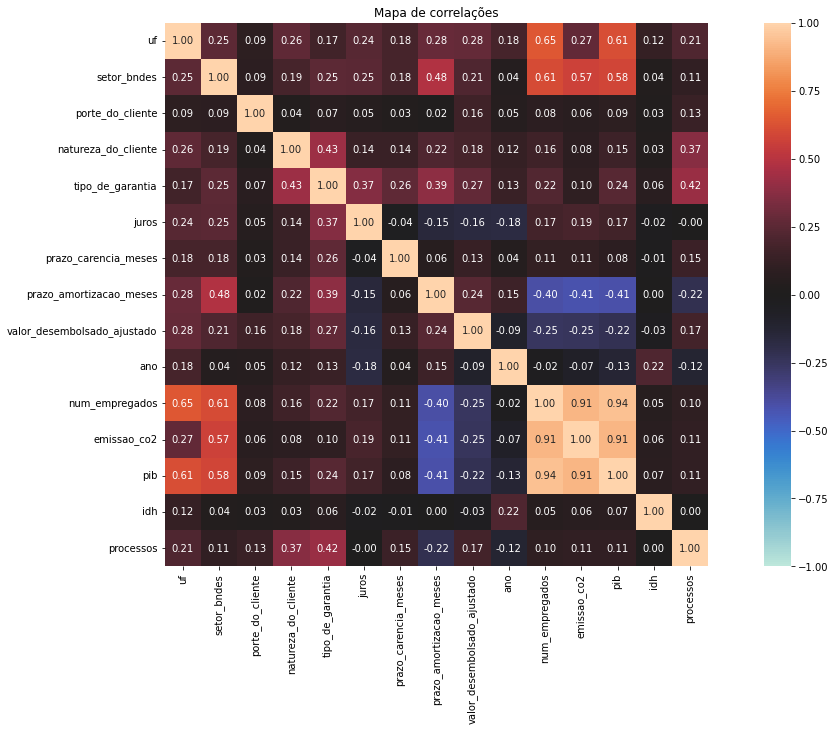 Mapa de correlações
uf 1.00 0.25 0.09 0.26 0.17 0.24 0.18 0.28 0.28 0.18 0.65 0.27 0.61 0.12 0.21
setor_bndes 0.25 1.00 0.09 0.19 0.25 0.25 0.18 0.48 0.21 0.04 0.61 0.57 0.58 0.04 0.11
porte_do_cliente 0.09 0.09 1.00 0.04 0.07 0.05 0.03 0.02 0.16 0.05 0.08 0.06 0.09 0.03 0.13
natureza_do_cliente 0.26 0.19 0.04 1.00 0.43 0.14 0.14 0.22 0.18 0.12 0.16 0.08 0.15 0.03 0.37
tipo_de_garantia 0.17 0.25 0.07 0.43 1.00 0.37 0.26 0.39 0.27 0.13 0.22 0.10 0.24 0.06 0.42
juros 0.24 0.25 0.05 0.14 0.37 1.00 -0.04 -0.15 -0.16 -0.18 0.17 0.19 0.17 -0.02 -0.00
prazo_carencia_meses 0.18 0.18 0.03 0.14 0.26 -0.04 1.00 0.06 0.13 0.04 0.11 0.11 0.08 -0.01 0.15
prazo_amortizacao_meses 0.28 0.48 0.02 0.22 0.39 -0.15 0.06 1.00 0.24 0.15 -0.40 -0.41 -0.41 0.00 -0.22
valor_desembolsado_ajustado 0.28 0.21 0.16 0.18 0.27 -0.16 0.13 0.24 1.00 -0.09 -0.25 -0.25 -0.22 -0.03 0.17
ano 0.18 0.04 0.05 0.12 0.13 -0.18 0.04 0.15 -0.09 1.00 -0.02 -0.07 -0.13 0.22 -0.12
num_empregados 0.65 0.61 0.08 0.16 0.22 0.17 0.11 -0.40 -0.25 -0.02 1.00 0.91 0.94 0.05 0.10
emissao_co2 0.27 0.57 0.06 0.08 0.10 0.19 0.11 -0.41 -0.25 -0.07 0.91 1.00 0.91 0.06 0.11
pib 0.61 0.58 0.09 0.15 0.24 0.17 0.08 -0.41 -0.22 -0.13 0.94 0.91 1.00 0.07 0.11
idh 0.12 0.04 0.03 0.03 0.06 -0.02 -0.01 0.00 -0.03 0.22 0.05 0.06 0.07 1.00 0.00
processos 0.21 0.11 0.13 0.37 0.42 -0.00 0.15 -0.22 0.17 -0.12 0.10 0.11 0.11 0.00 1.00
uf
setor_bndes
porte_do_cliente
natureza_do_cliente
tipo_de_garantia
juros
prazo_carencia_meses
prazo_amortizacao_meses
valor_desembolsado_ajustado
ano
num_empregados
emissao_co2
pib
idh
processos
1.00
0.75
0.50
0.25
0.00
−0.25
−0.50
−0.75
−1.00